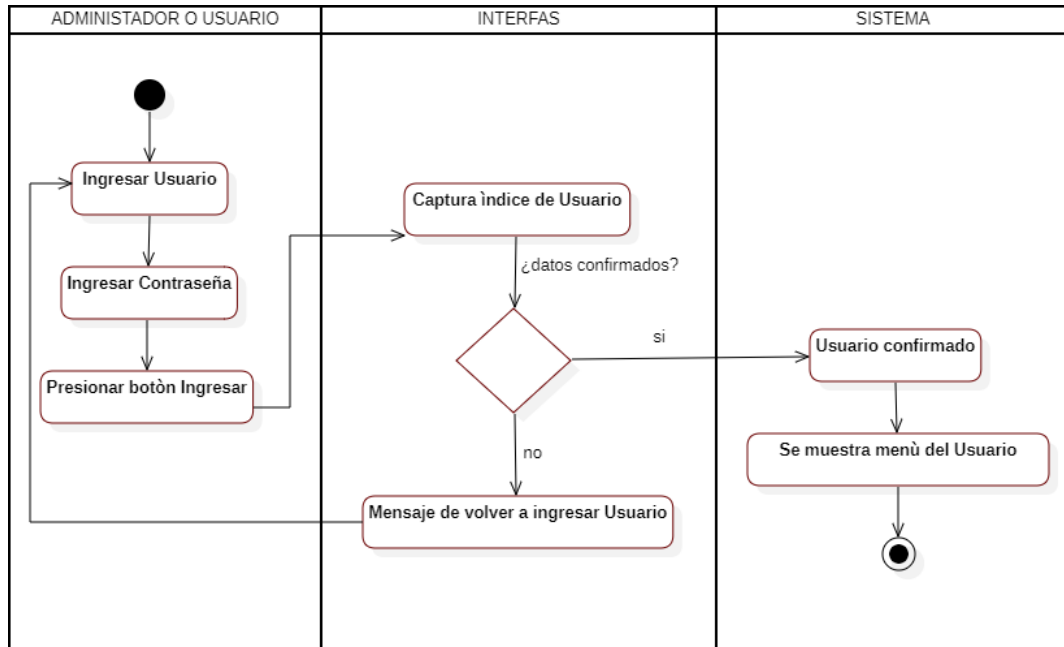 ADMINISTADOR O USUARIO
INTERFAS
SISTEMA
Ingresar Usuario
Ingresar Contraseña
Presionar botòn Ingresar
Captura ìndice de Usuario
¿datos confirmados?
si
no
Mensaje de volver a ingresar Usuario
Usuario confirmado
Se muestra menù del Usuario